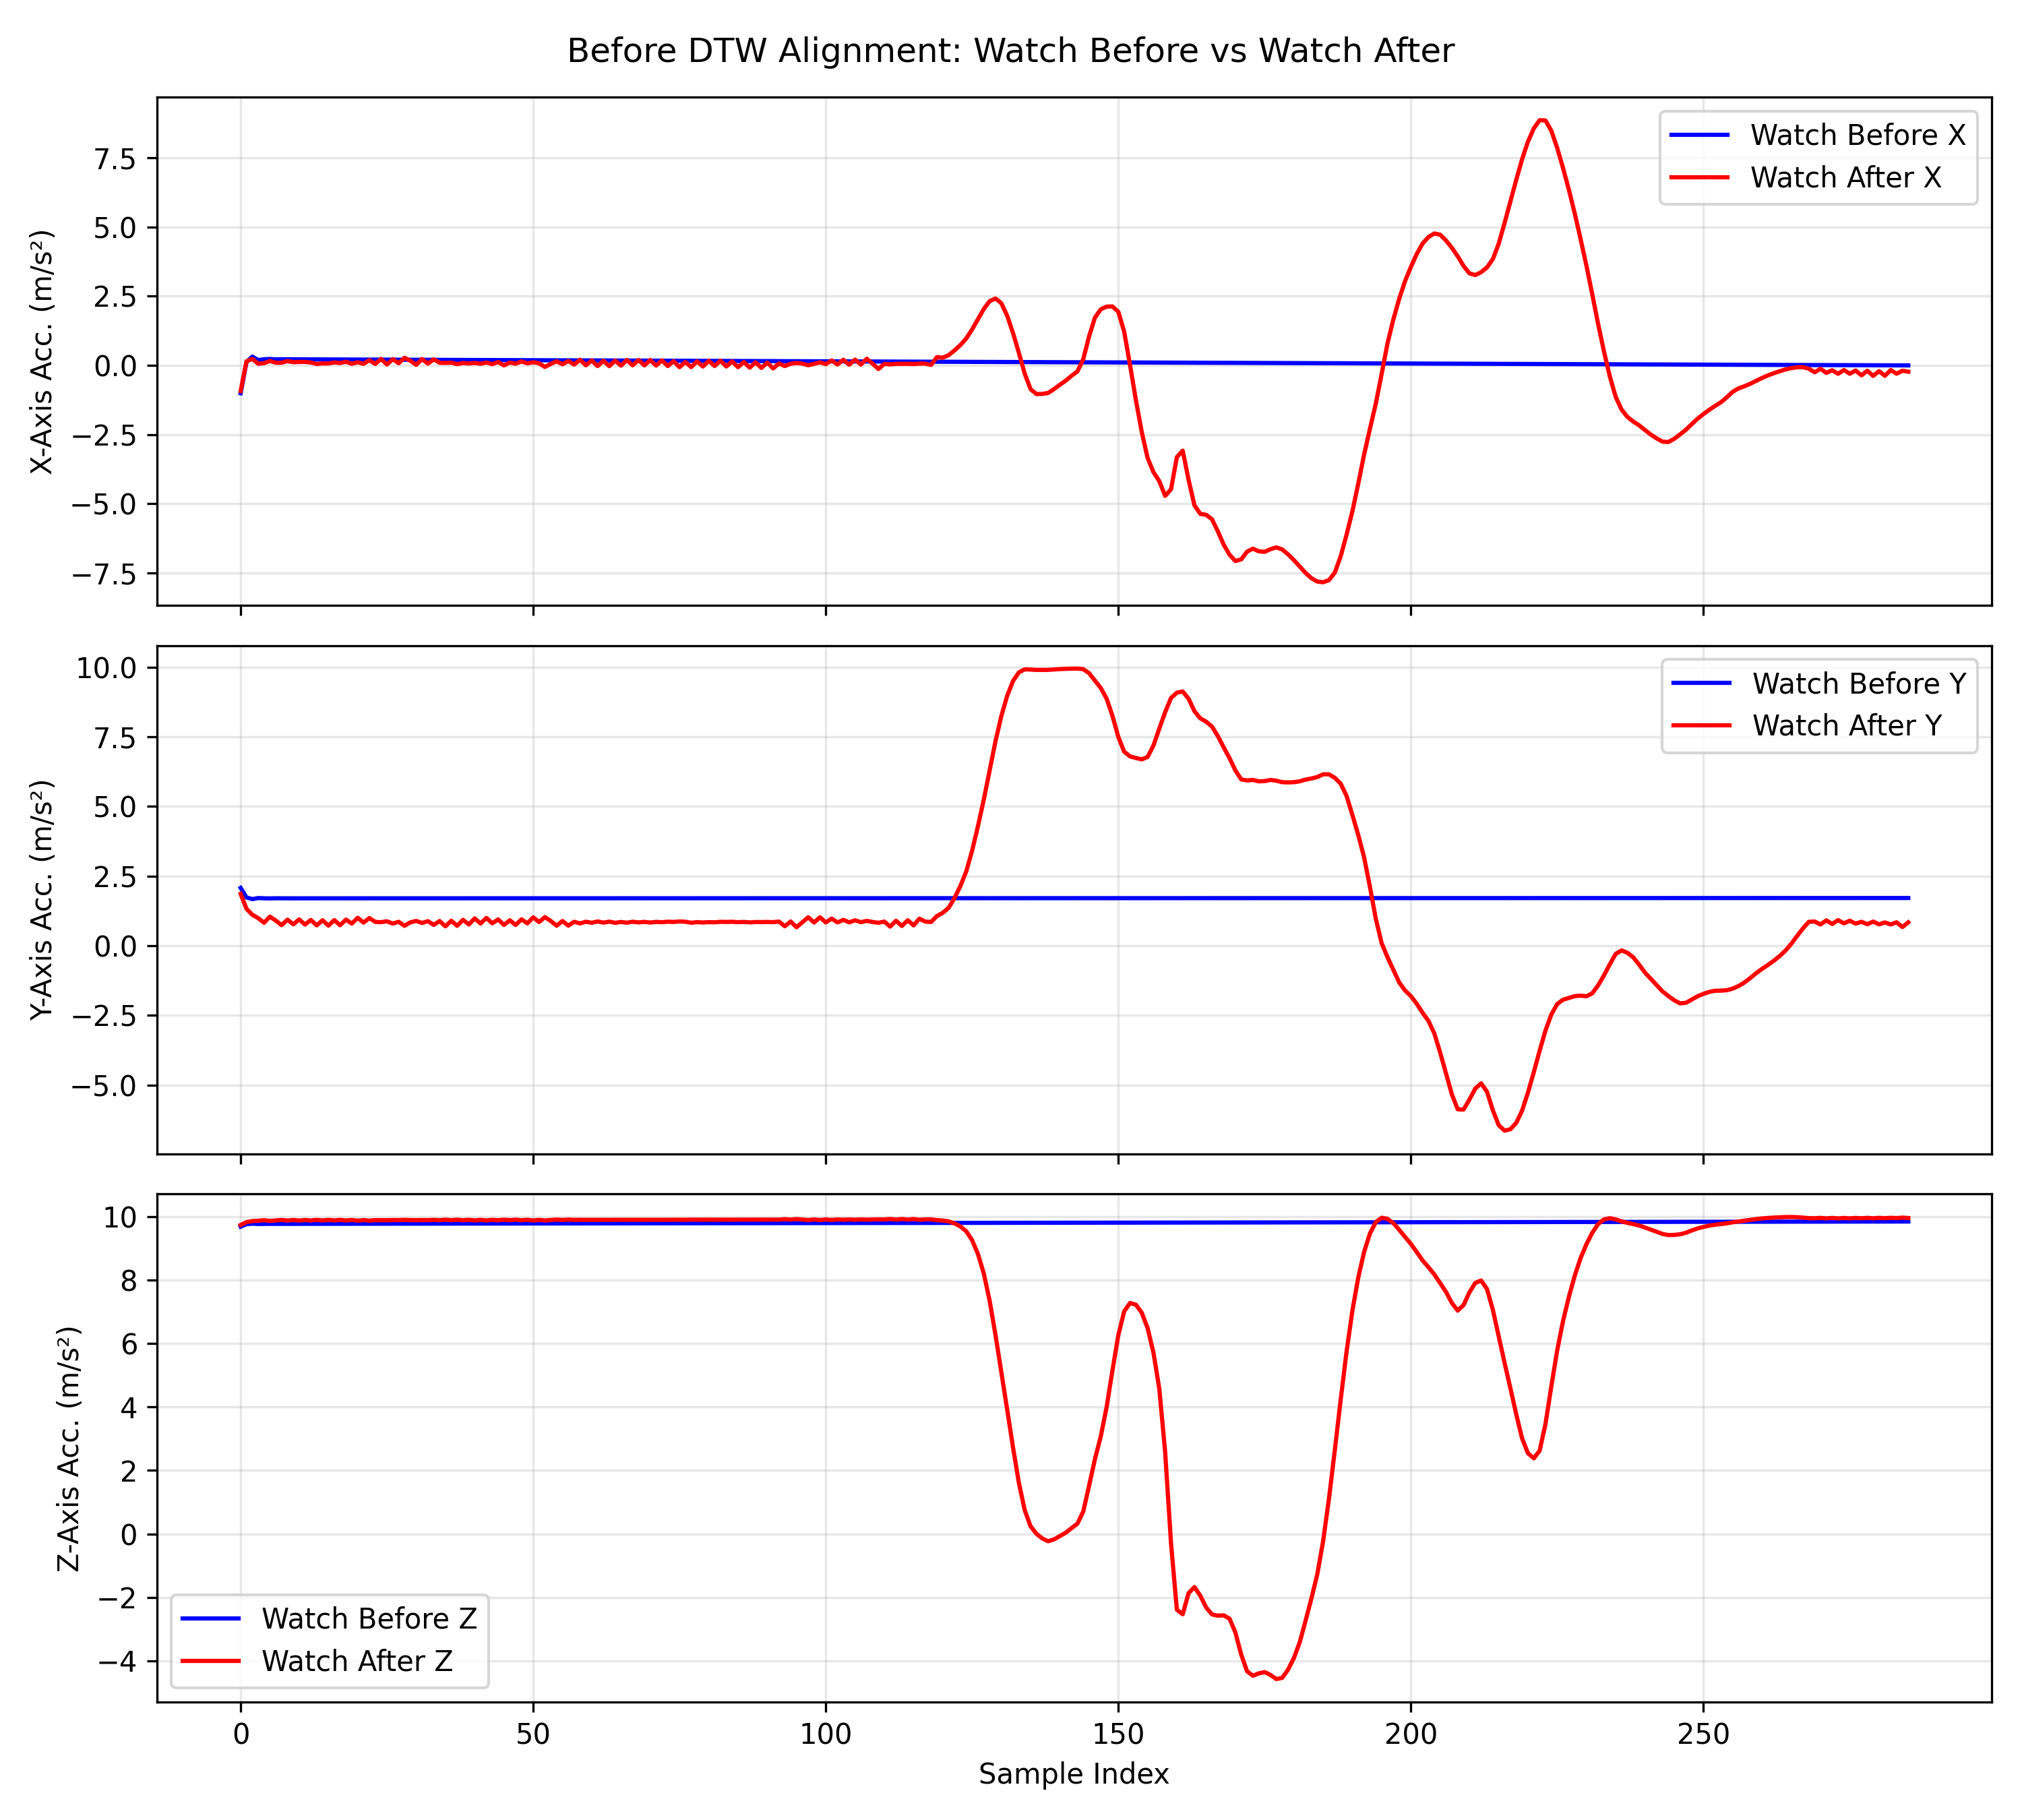 Before DTW Alignment: Watch Before vs Watch After
X-Axis Acc. (m/s²)
7.5
5.0
2.5
0.0
−2.5
−5.0
−7.5
Watch Before X
Watch After X
Y-Axis Acc. (m/s²)
10.0
7.5
5.0
2.5
0.0
−2.5
−5.0
Watch Before Y
Watch After Y
Z-Axis Acc. (m/s²)
10
8
6
4
2
0
−2
−4
Watch Before Z
Watch After Z
0 50 100 150 200 250
Sample Index